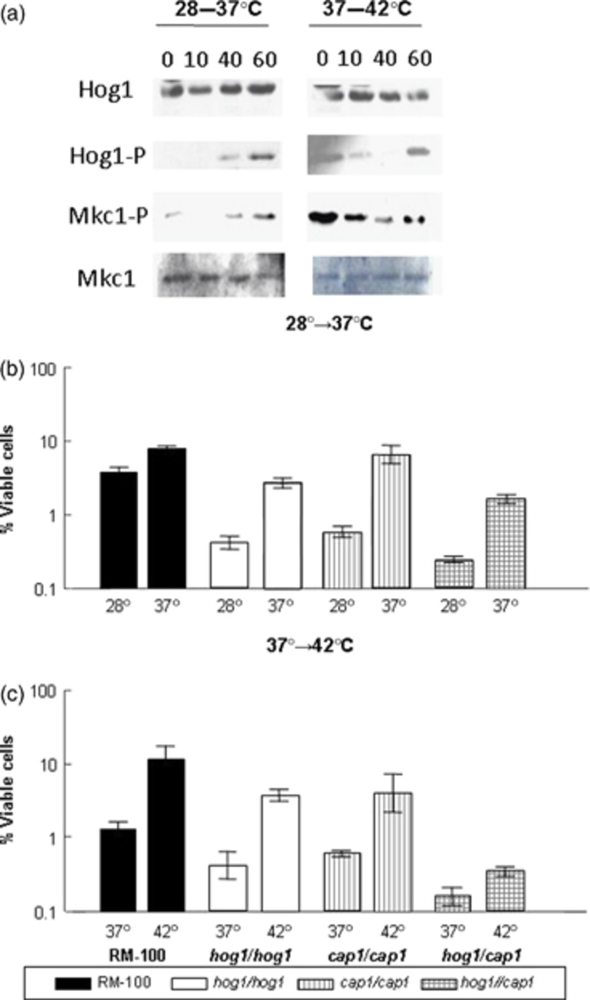 (a)
28—37°C 37—42°C
0 10 40 60 0 10 40 60
Hog1
Hog1-P
Mkc1-P
Mkc1
28°→37°C
(b)
% Viable cells
100
10
1
0.1
28° 37° 28° 37° 28° 37° 28° 37°
37°→42°C
(c)
% Viable cells
100
10
1
0.1
37° 42° 37° 42° 37° 42° 37° 42°
RM-100 hog1/hog1 cap1/cap1 hog1/cap1
RM-100 hog1/hog1 cap1/cap1 hog1//cap1